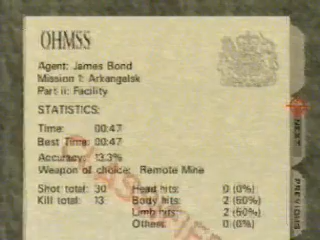 OHMSS
Agent: James Bond
Mission 1: Arkangelsk
Part ii: Facility
STATISTICS:
Time: 00:47
Best Time: 00:47
Accuracy: 13.3%
Weapon of choice: Remote Mine
Shot total: 30 Head hits: 0 (0%)
Kill total: 13 Body hits: 2 (50%)
Limb hits: 2 (50%)
Others: 0 (0%)
CLASSIFIED
NEXT
PREVIOUS